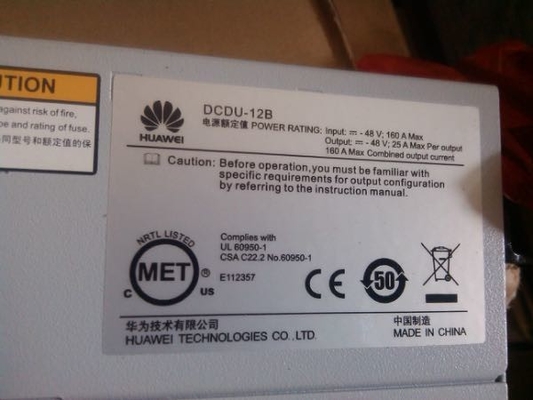 UTION
against risk of fire,
pe and rating of fuse.
同型号和额定值的保
HUAWEI
DCDU-12B
电源额定值 POWER RATING: Input: ⎓ - 48 V; 160 A Max
Output: ⎓ - 48 V; 25 A Max Per output
160 A Max Combined output current
Caution: Before operation,you must be familiar with
specific requirements for output configuration
by referring to the instruction manual.
NRTL LISTED
MET
C US
®
Complies with
UL 60950-1
CSA C22.2 No.60950-1
E112357
CE
50
华为技术有限公司
HUAWEI TECHNOLOGIES CO.,LTD.
中国制造
MADE IN CHINA